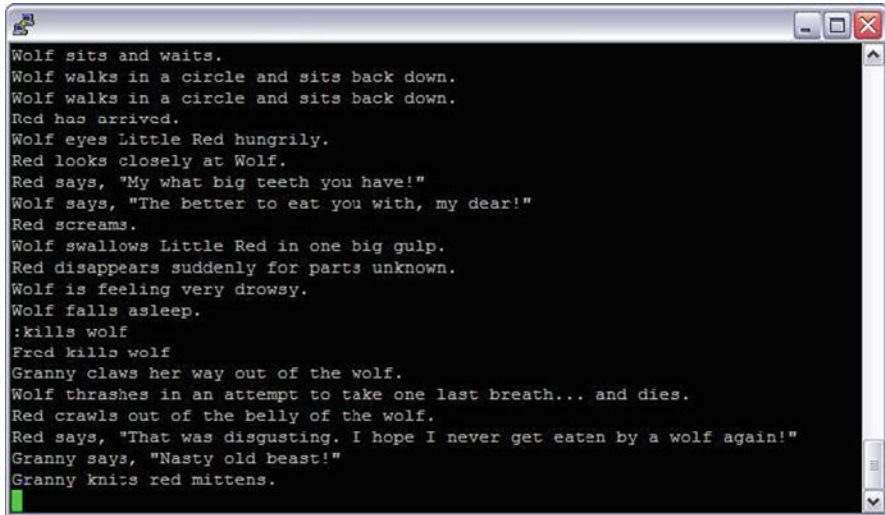 Wolf sits and waits.
Wolf walks in a circle and sits back down.
Wolf walks in a circle and sits back down.
Red has arrived.
Wolf eyes Little Red hungrily.
Red looks closely at Wolf.
Red says, "My what big teeth you have!"
Wolf says, "The better to eat you with, my dear!"
Red screams.
Wolf swallows Little Red in one big gulp.
Red disappears suddenly for parts unknown.
Wolf is feeling very drowsy.
Wolf falls asleep.
:kills wolf
Fred kills wolf
Granny claws her way out of the wolf.
Wolf thrashes in an attempt to take one last breath... and dies.
Red crawls out of the belly of the wolf.
Red says, "That was disgusting. I hope I never get eaten by a wolf again!"
Granny says, "Nasty old beast!"
Granny knits red mittens.